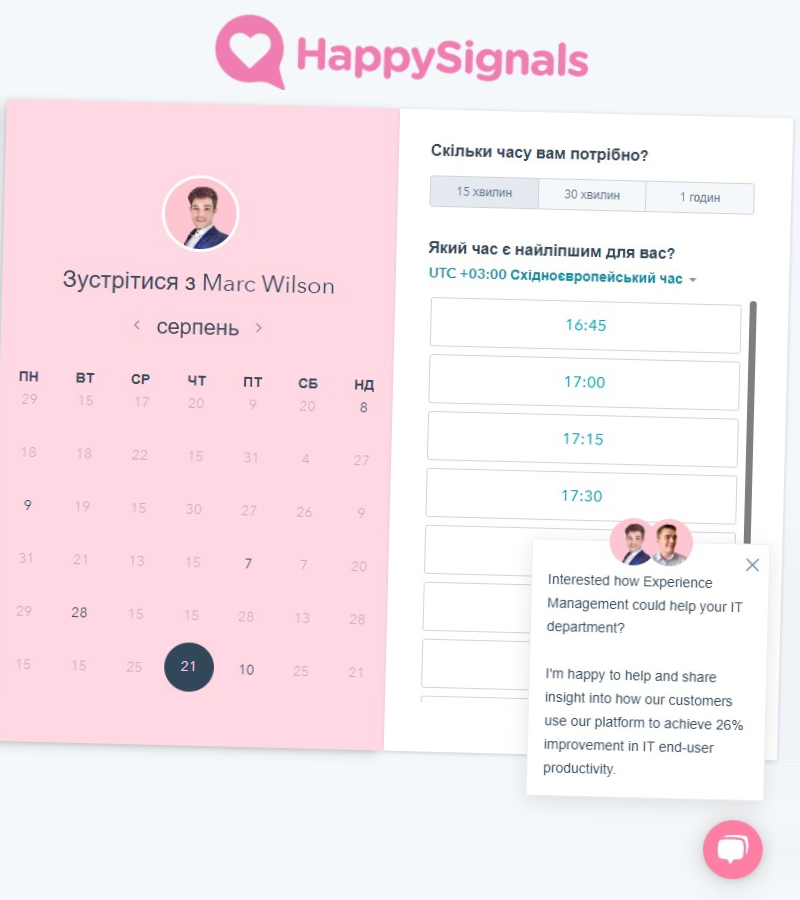 HappySignals
Зустрітися з Marc Wilson
серпень
ПН ВТ СР ЧТ ПТ СБ НД
29 15 17 20 9 20 8
18 18 22 15 31 4 27
9 19 15 30 27 26 9
31 21 13 15 7 7 20
29 28 15 15 28 13 28
15 15 25 21 10 25 21
Скільки часу вам потрібно?
15 хвилин 30 хвилин 1 годин
Який час є найліпшим для вас?
UTC +03:00 Східноєвропейський час
16:45
17:00
17:15
17:30
Interested how Experience
Management could help your IT
department?
I'm happy to help and share
insight into how our customers
use our platform to achieve 26%
improvement in IT end-user
productivity.